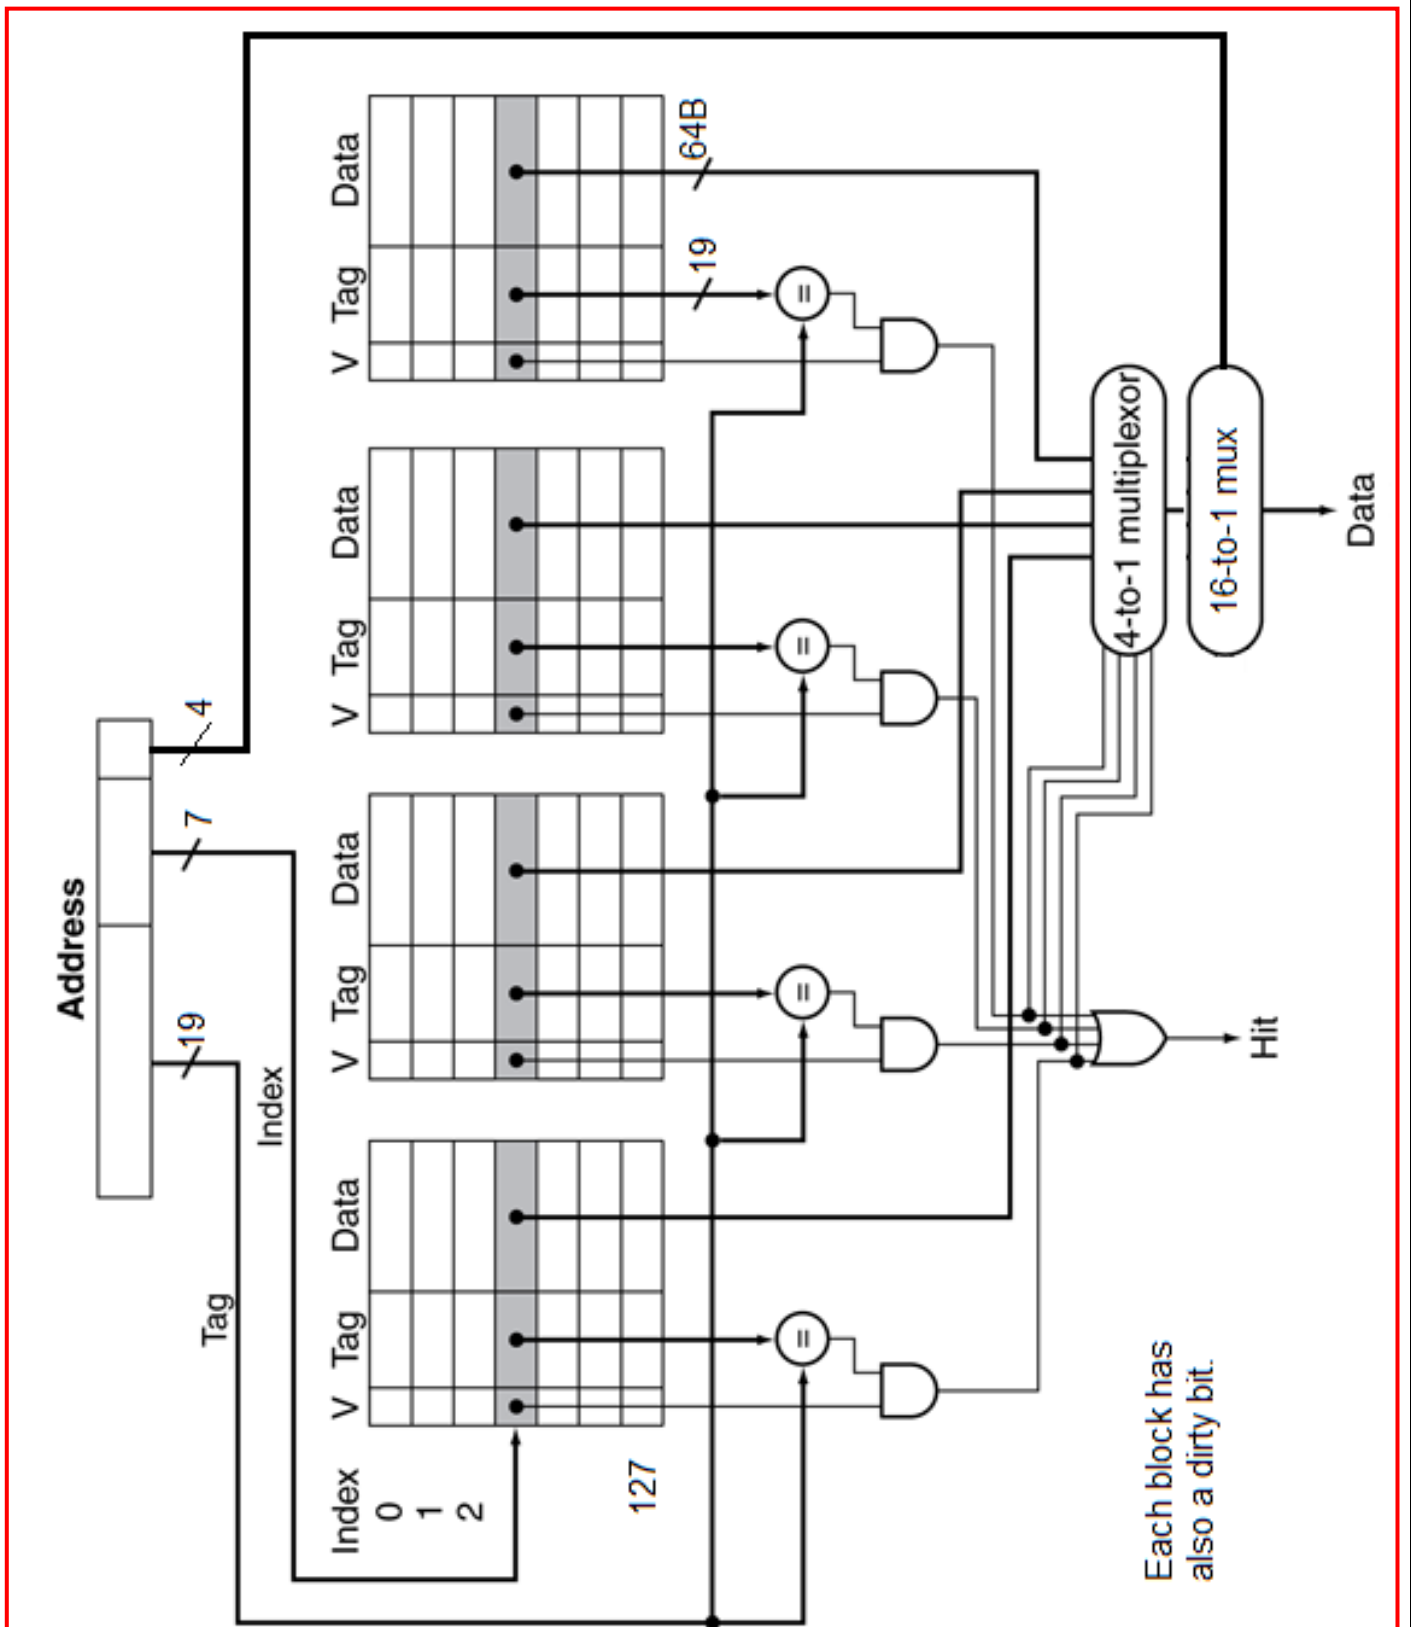 Address
19
7
4
Tag
Index
Index
V
Tag
Data
V
Tag
Data
V
Tag
Data
V
Tag
Data
0
1
2
127
19
64B
=
=
=
=
4-to-1 multiplexor
16-to-1 mux
Hit
Data
Each block has
also a dirty bit.